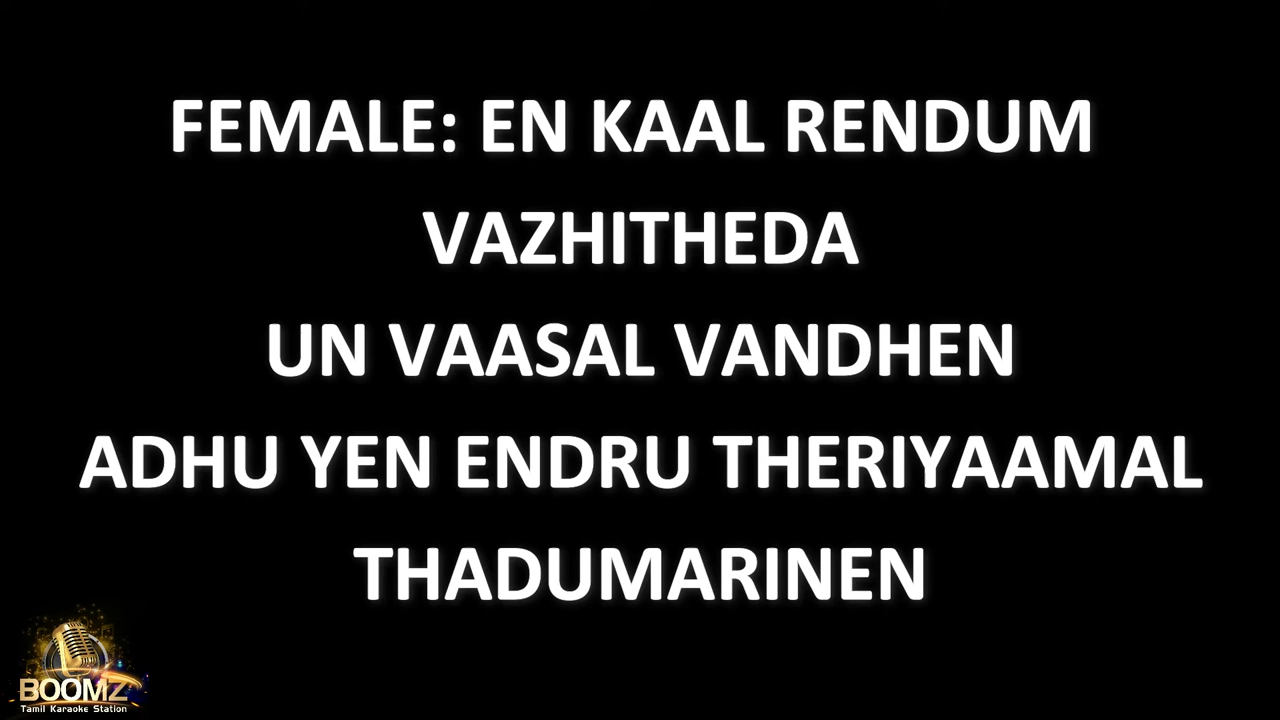 FEMALE: EN KAAL RENDUM
VAZHITHEDA
UN VAASAL VANDHEN
ADHU YEN ENDRU THERIYAAMAL
THADUMARINEN
BOOMZ
Tamil Karaoke Station